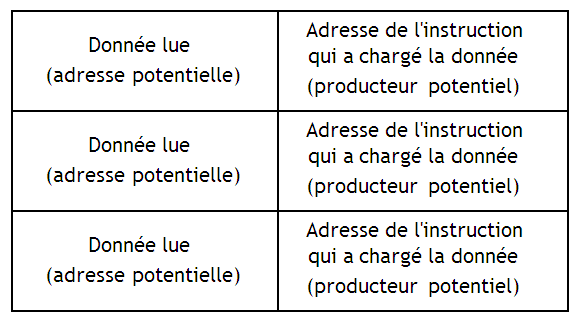 Donnée lue
(adresse potentielle)
Adresse de l'instruction
qui a chargé la donnée
(producteur potentiel)
Donnée lue
(adresse potentielle)
Adresse de l'instruction
qui a chargé la donnée
(producteur potentiel)
Donnée lue
(adresse potentielle)
Adresse de l'instruction
qui a chargé la donnée
(producteur potentiel)